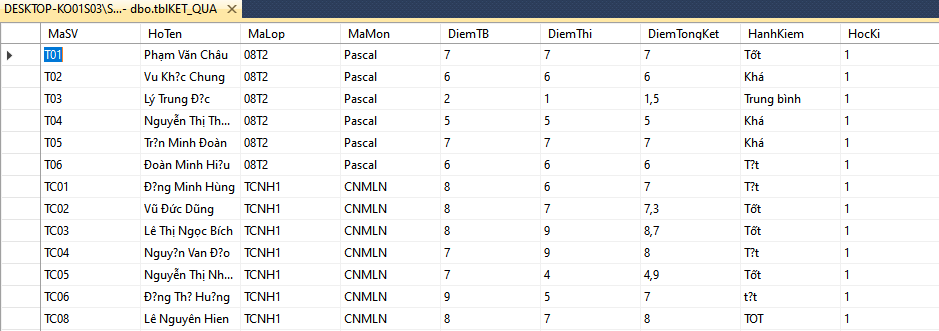 DESKTOP-KO01S03\S...- dbo.tblKET_QUA
MaSV HoTen MaLop MaMon DiemTB DiemThi DiemTongKet HanhKiem HocKi
T01 Phạm Văn Châu 08T2 Pascal 7 7 7 Tốt 1
T02 Vu Kh?c Chung 08T2 Pascal 6 6 6 Khá 1
T03 Lý Trung Đ?c 08T2 Pascal 2 1 1,5 Trung bình 1
T04 Nguyễn Thị Th... 08T2 Pascal 5 5 5 Khá 1
T05 Tr?n Minh Đoàn 08T2 Pascal 7 7 7 Khá 1
T06 Đoàn Minh Hi?u 08T2 Pascal 6 6 6 T?t 1
TC01 Đ?ng Minh Hùng TCNH1 CNMLN 8 6 7 T?t 1
TC02 Vũ Đức Dũng TCNH1 CNMLN 8 7 7,3 Tốt 1
TC03 Lê Thị Ngọc Bích TCNH1 CNMLN 8 9 8,7 Tốt 1
TC04 Nguy?n Van Đ?o TCNH1 CNMLN 7 9 8 T?t 1
TC05 Nguyễn Thị Nh... TCNH1 CNMLN 7 4 4,9 Tốt 1
TC06 Đ?ng Th? Hu?ng TCNH1 CNMLN 9 5 7 t?t 1
TC08 Lê Nguyên Hien TCNH1 CNMLN 8 7 8 TOT 1